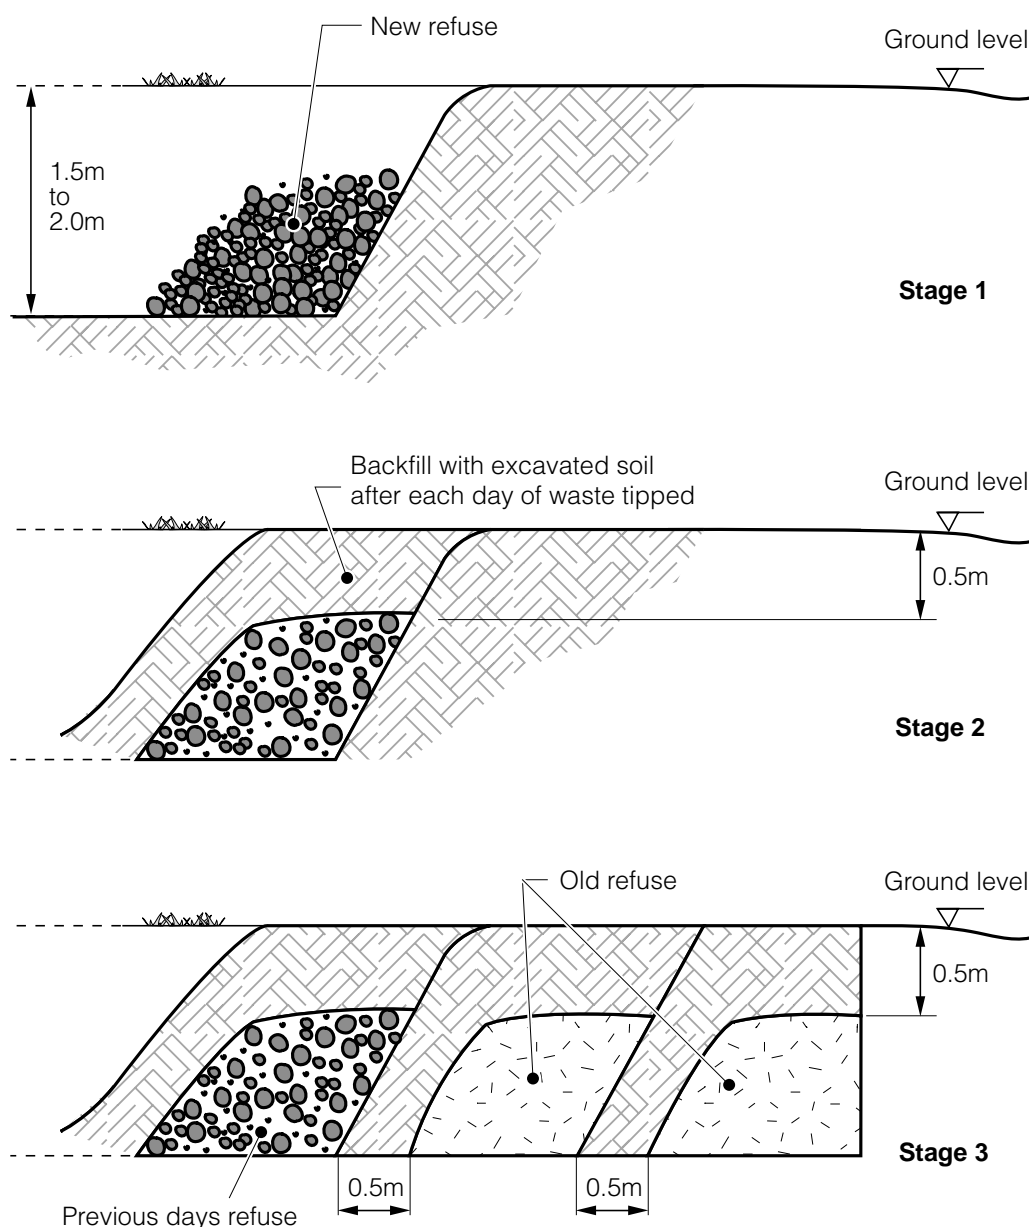 New refuse
Ground level
1.5m
to
2.0m
Stage 1
Backfill with excavated soil
after each day of waste tipped
Ground level
0.5m
Stage 2
Old refuse
Ground level
0.5m
Stage 3
0.5m
0.5m
Previous days refuse